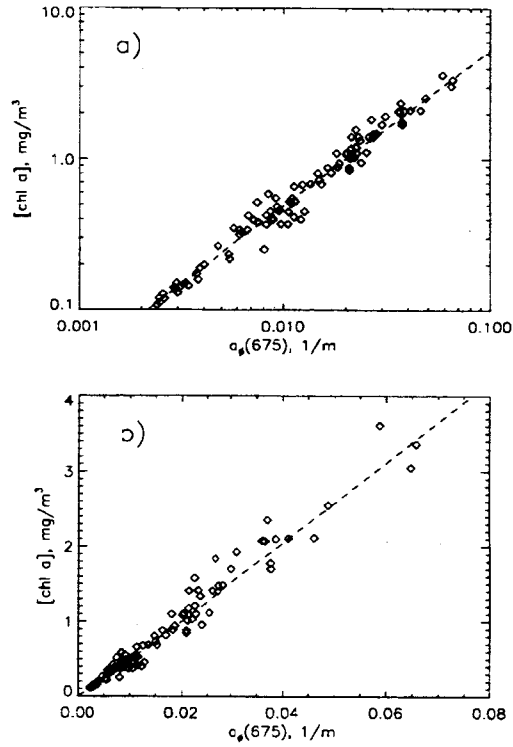 a)
10.0
1.0
0.1
[chl a], mg/m³
0.001
0.010
0.100
aφ(675), 1/m
b)
4
3
2
1
0
[chl a], mg/m³
0.00
0.02
0.04
0.06
0.08
aφ(675), 1/m